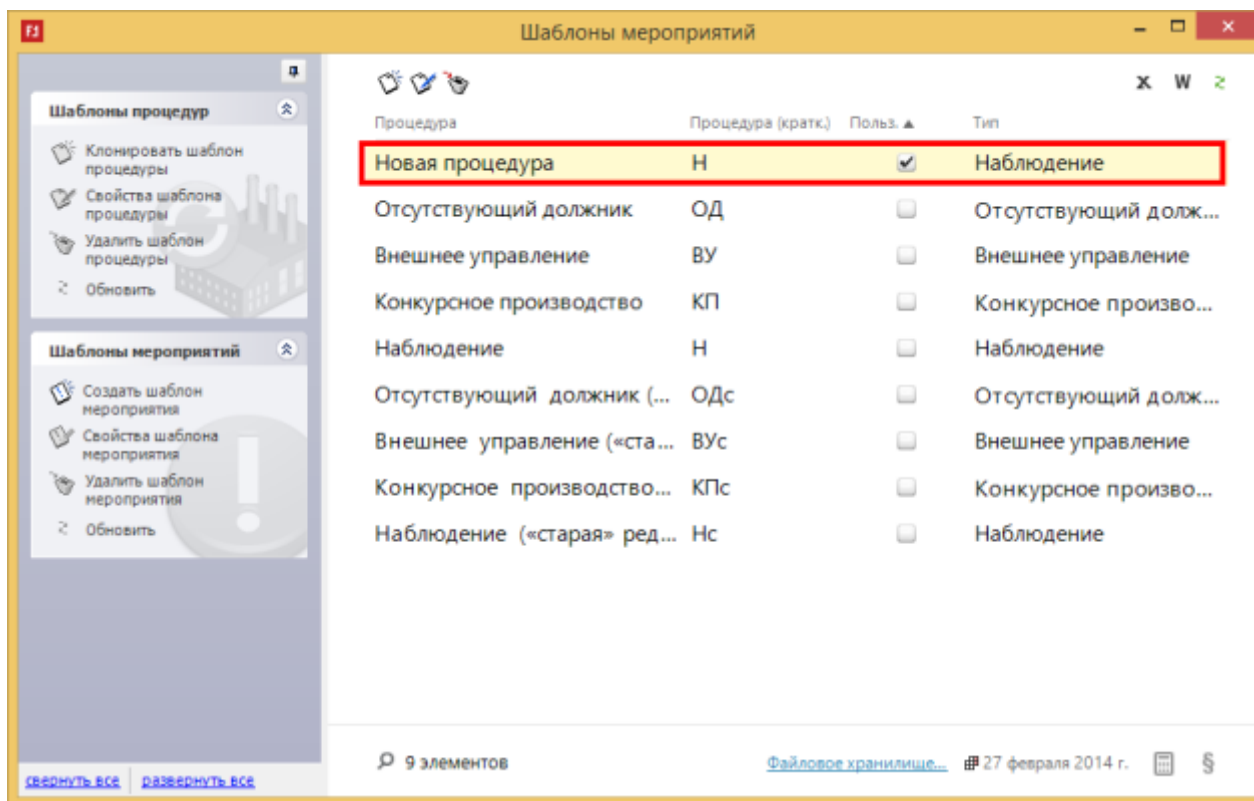 Шаблоны мероприятий
Шаблоны процедур
Клонировать шаблон
процедуры
Свойства шаблона
процедуры
Удалить шаблон
процедуры
Обновить
Шаблоны мероприятий
Создать шаблон
мероприятия
Свойства шаблона
мероприятия
Удалить шаблон
мероприятия
Обновить
свернуть все развернуть все
X W
Процедура Процедура (кратк.) Польз. Тип
Новая процедура Н Наблюдение
Отсутствующий должник ОД Отсутствующий долж...
Внешнее управление ВУ Внешнее управление
Конкурсное производство КП Конкурсное произво...
Наблюдение Н Наблюдение
Отсутствующий должник (... ОДс Отсутствующий долж...
Внешнее управление («ста... ВУс Внешнее управление
Конкурсное производство... КПс Конкурсное произво...
Наблюдение («старая» ред... Нс Наблюдение
9 элементов Файловое хранилище... 27 февраля 2014 г. §